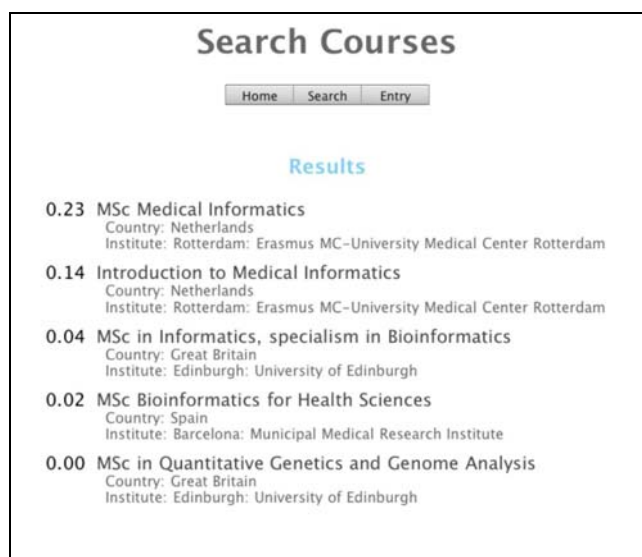 Search Courses
Home Search Entry
Results
0.23 MSc Medical Informatics
Country: Netherlands
Institute: Rotterdam: Erasmus MC-University Medical Center Rotterdam
0.14 Introduction to Medical Informatics
Country: Netherlands
Institute: Rotterdam: Erasmus MC-University Medical Center Rotterdam
0.04 MSc in Informatics, specialism in Bioinformatics
Country: Great Britain
Institute: Edinburgh: University of Edinburgh
0.02 MSc Bioinformatics for Health Sciences
Country: Spain
Institute: Barcelona: Municipal Medical Research Institute
0.00 MSc in Quantitative Genetics and Genome Analysis
Country: Great Britain
Institute: Edinburgh: University of Edinburgh